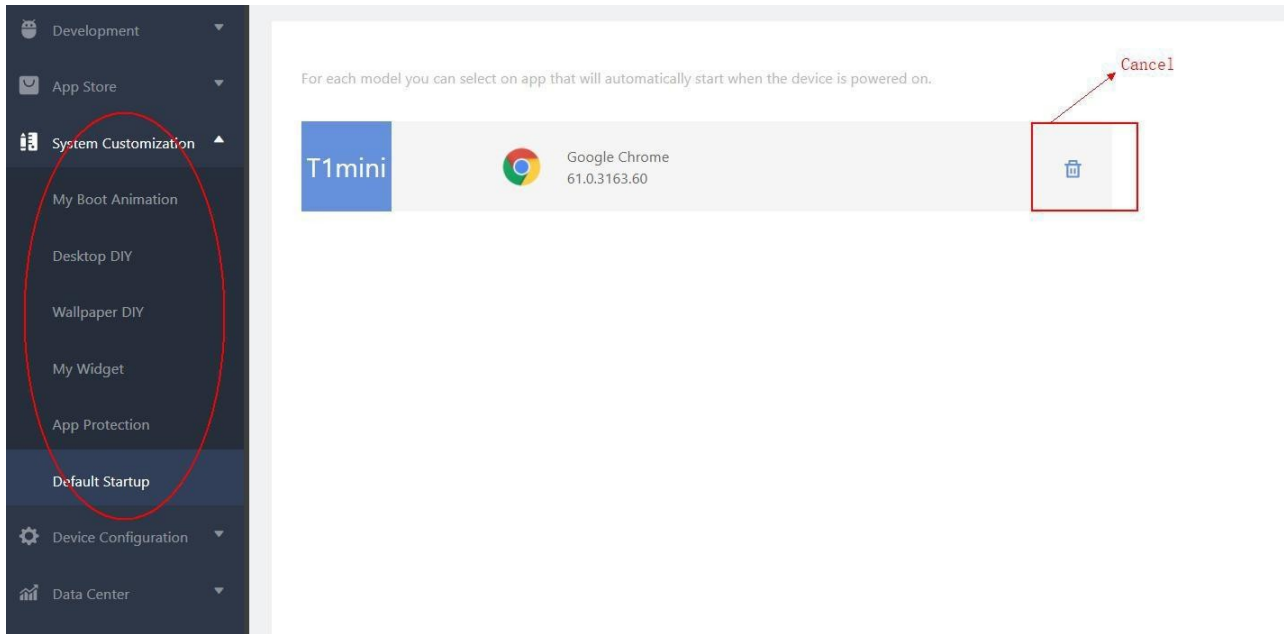 Development
App Store
System Customization
My Boot Animation
Desktop DIY
Wallpaper DIY
My Widget
App Protection
Default Startup
Device Configuration
Data Center
For each model you can select on app that will automatically start when the device is powered on.
Cancel
T1mini
Google Chrome
61.0.3163.60